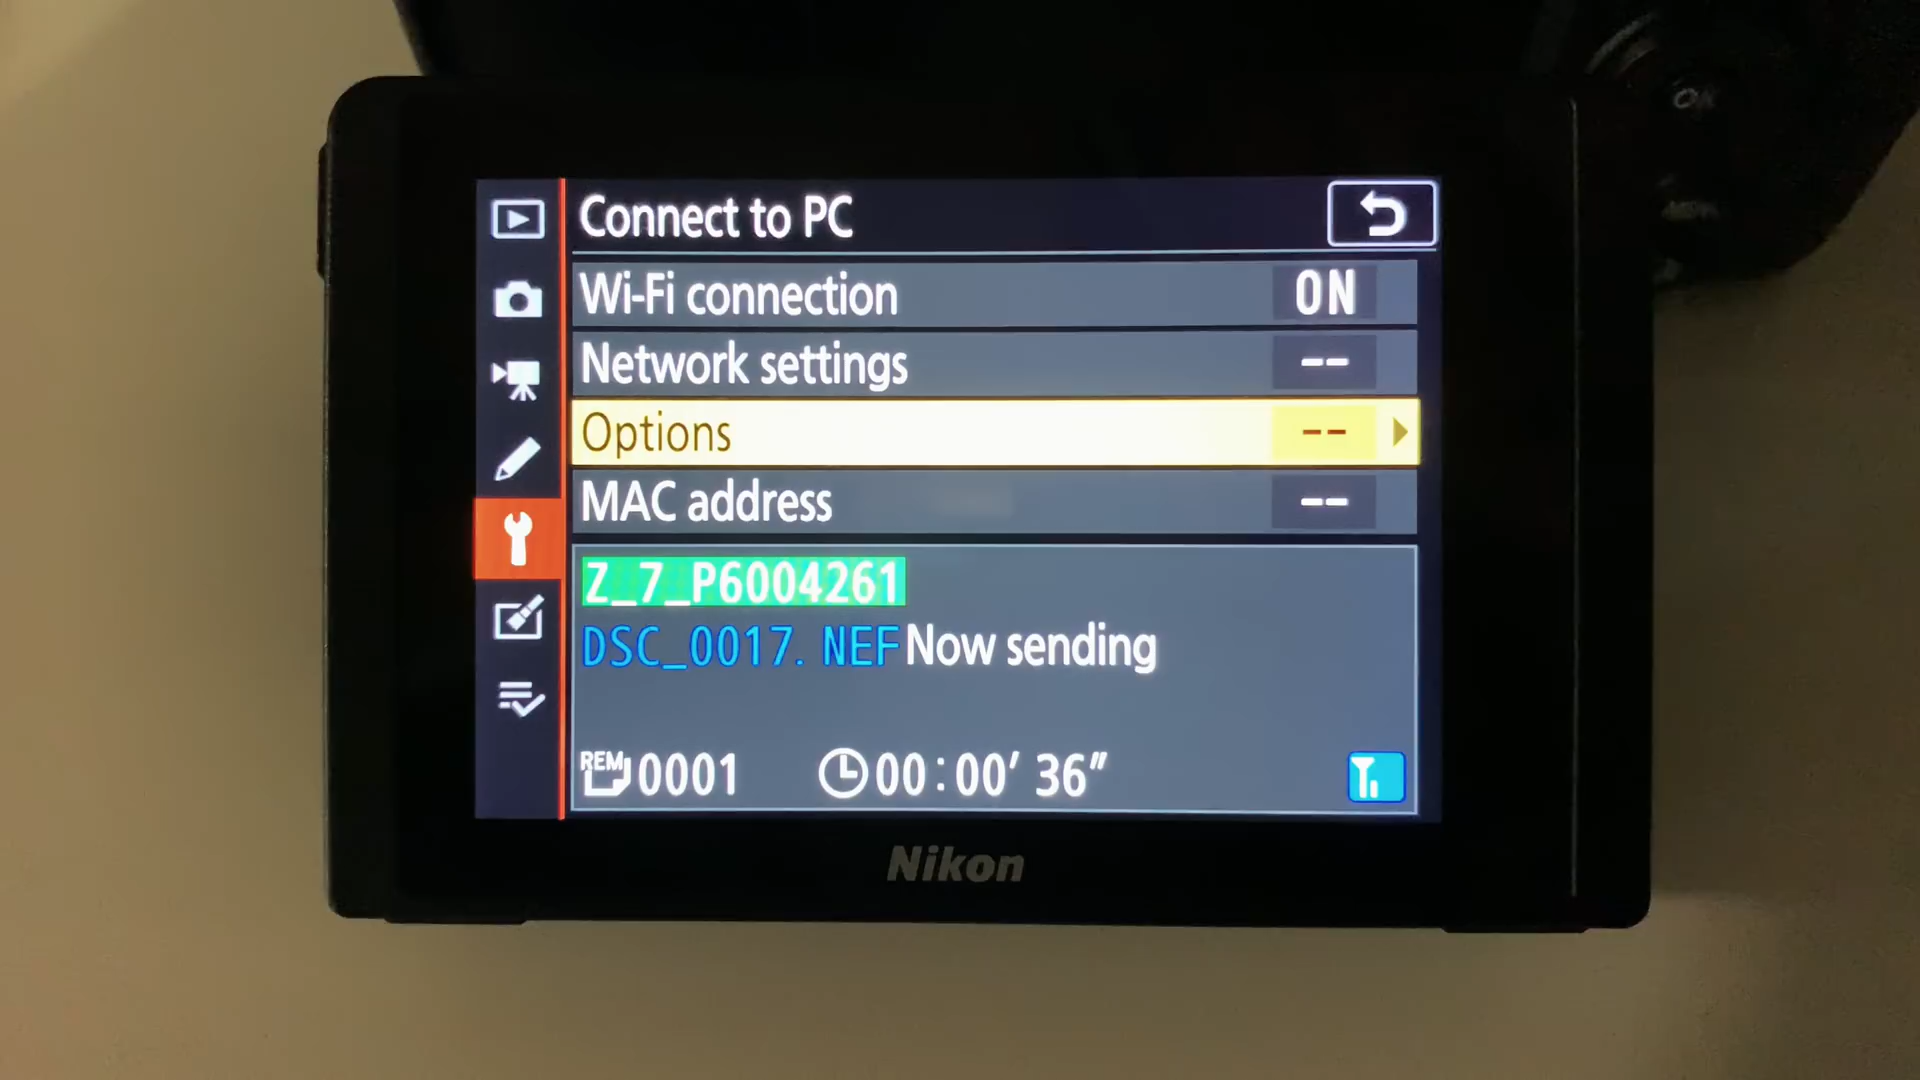 Connect to PC
Wi-Fi connection ON
Network settings --
Options --
MAC address --
Z_7_P6004261
DSC_0017. NEF Now sending
REM 0001 00:00' 36"
Nikon